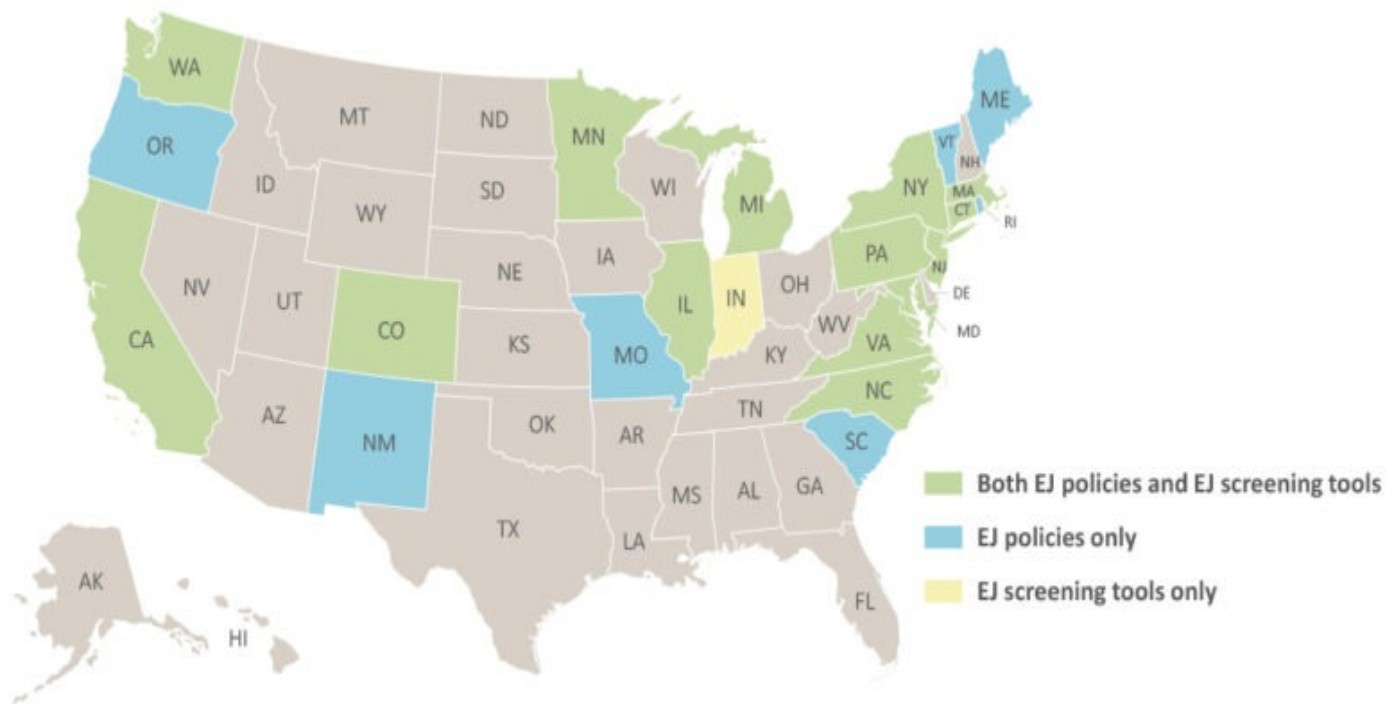 WA
OR
CA
ID
NV
MT
WY
UT
AZ
CO
NM
ND
SD
NE
KS
OK
TX
MN
IA
MO
AR
LA
WI
IL
MI
IN
OH
KY
TN
MS
AL
GA
FL
SC
NC
VA
WV
PA
NY
VT
NH
ME
MA
CT
RI
NJ
DE
MD
AK
HI
Both EJ policies and EJ screening tools
EJ policies only
EJ screening tools only